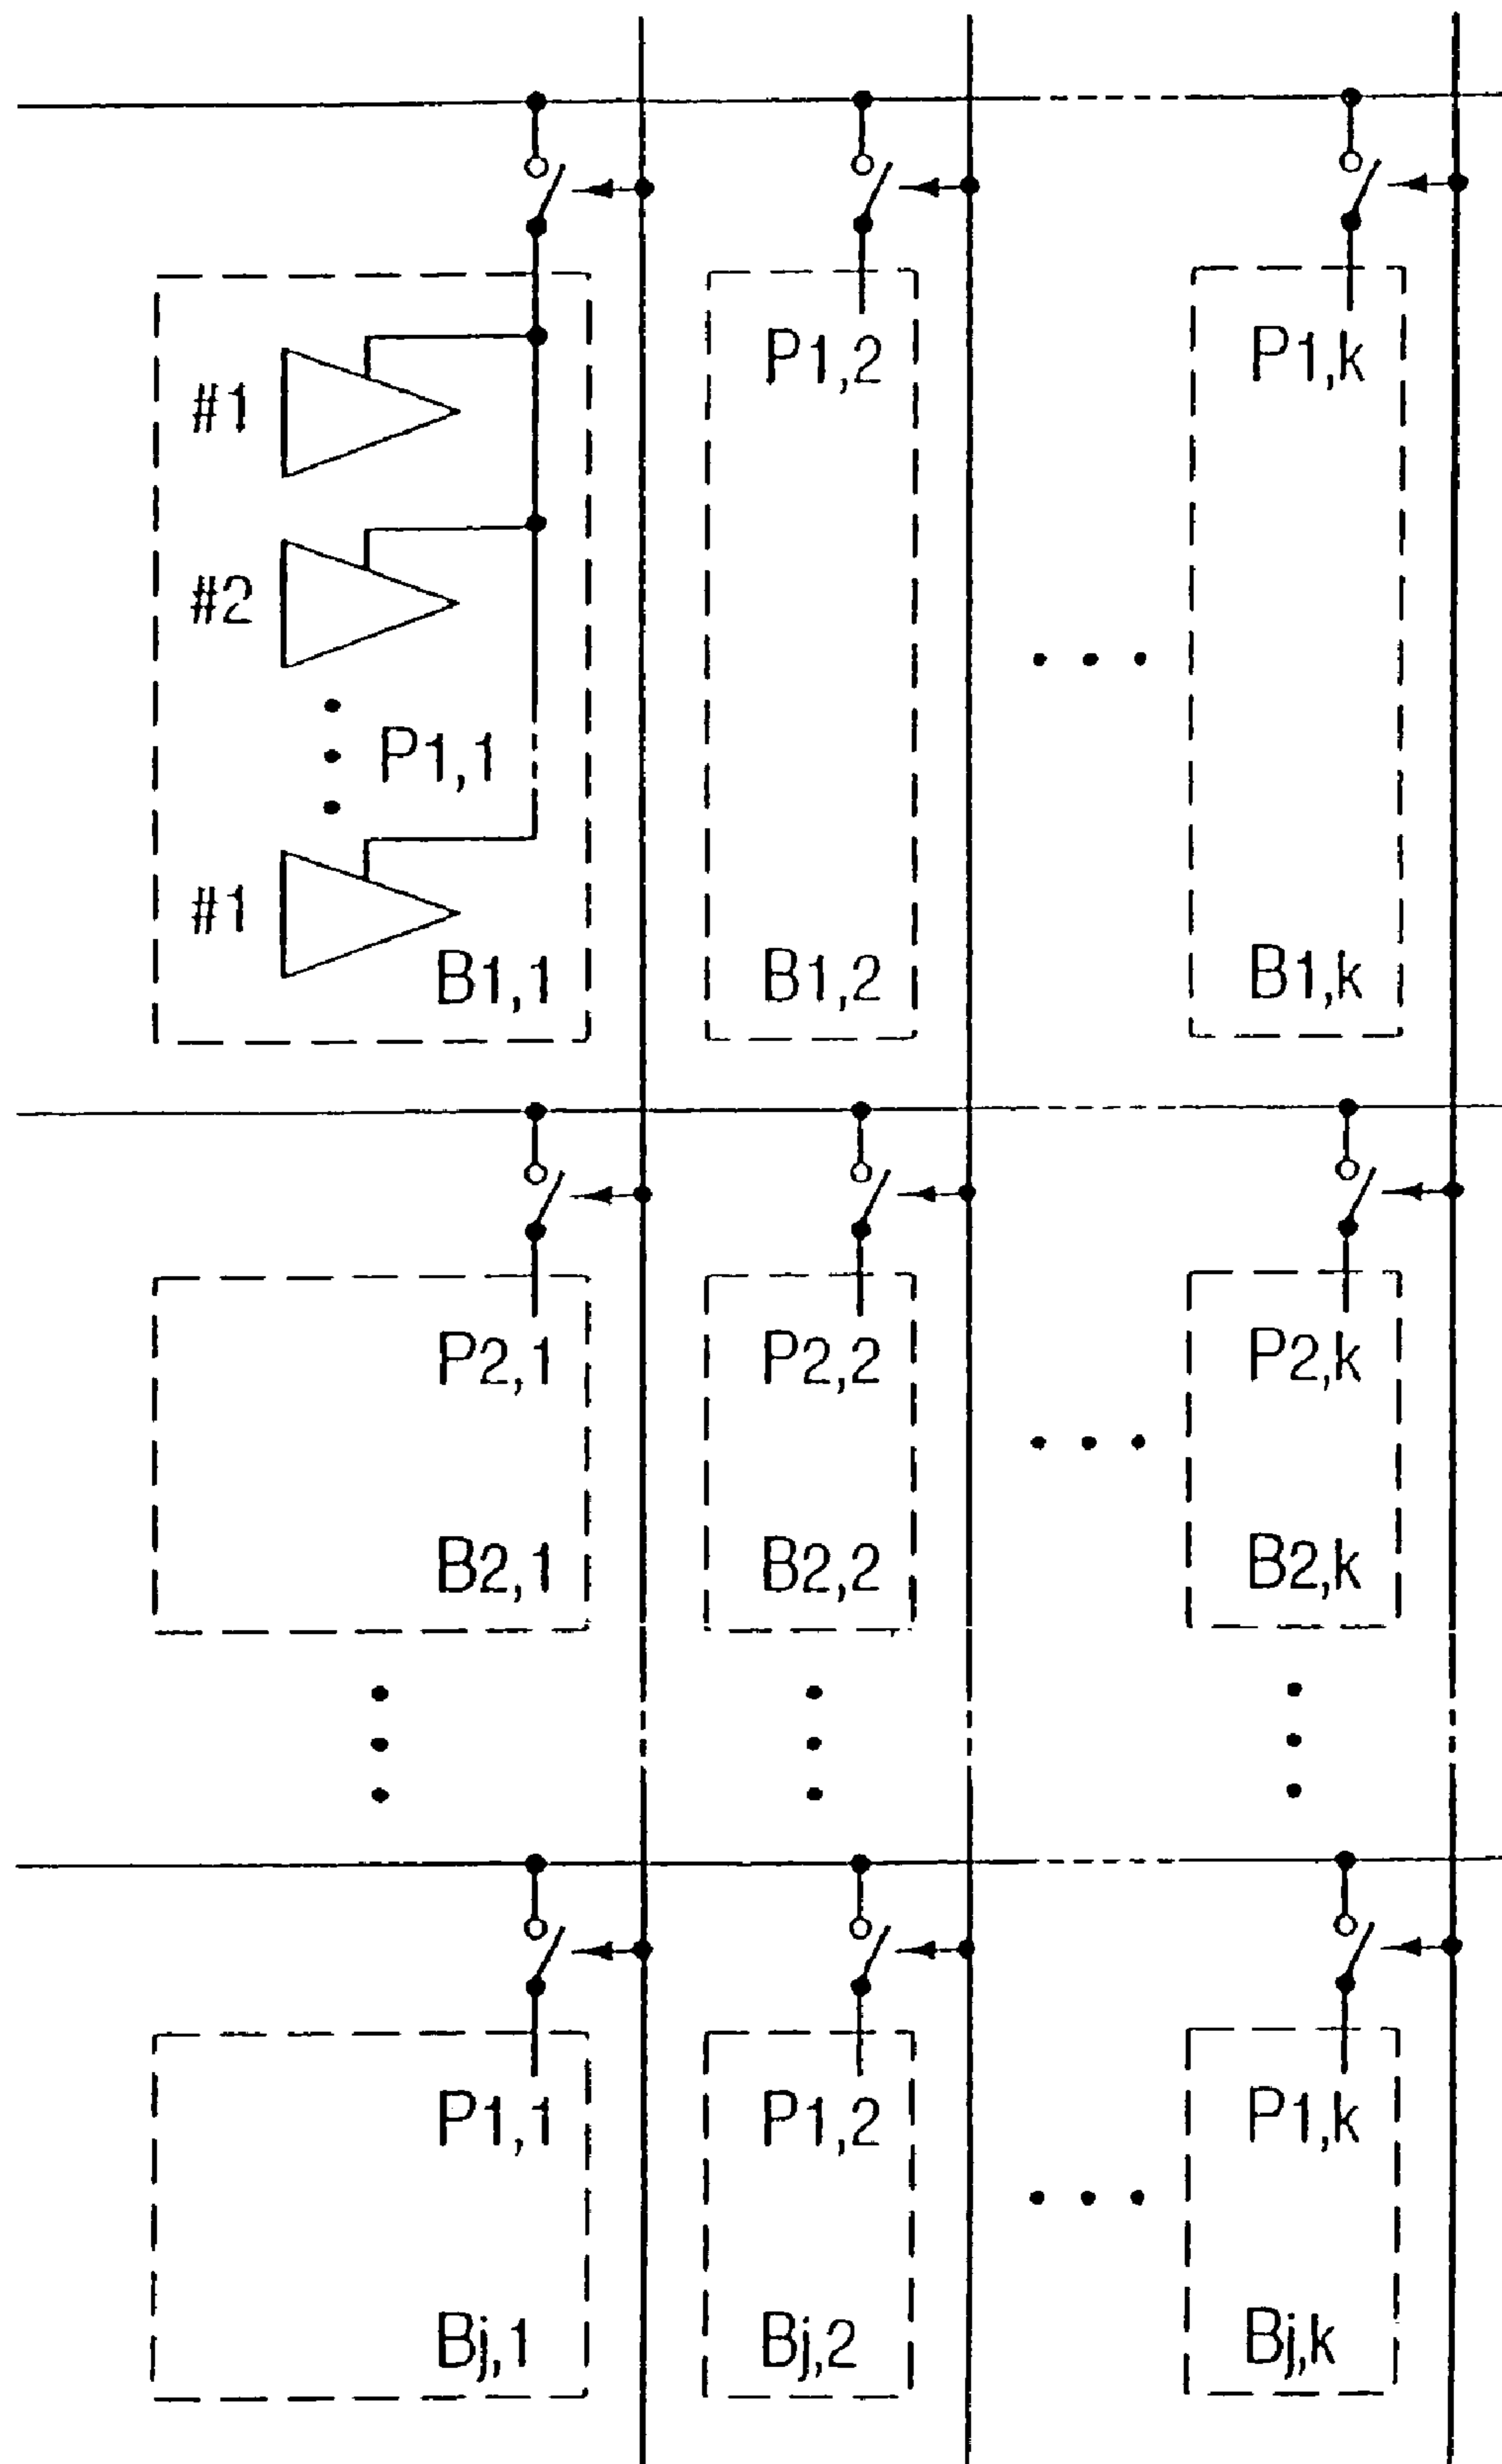 P1,2
P1,k
#1
#2
P1,1
#1
B1,1
B1,2
B1,k
P2,1
P2,2
P2,k
B2,1
B2,2
B2,k
P1,1
P1,2
P1,k
Bj,1
Bj,2
Bj,k